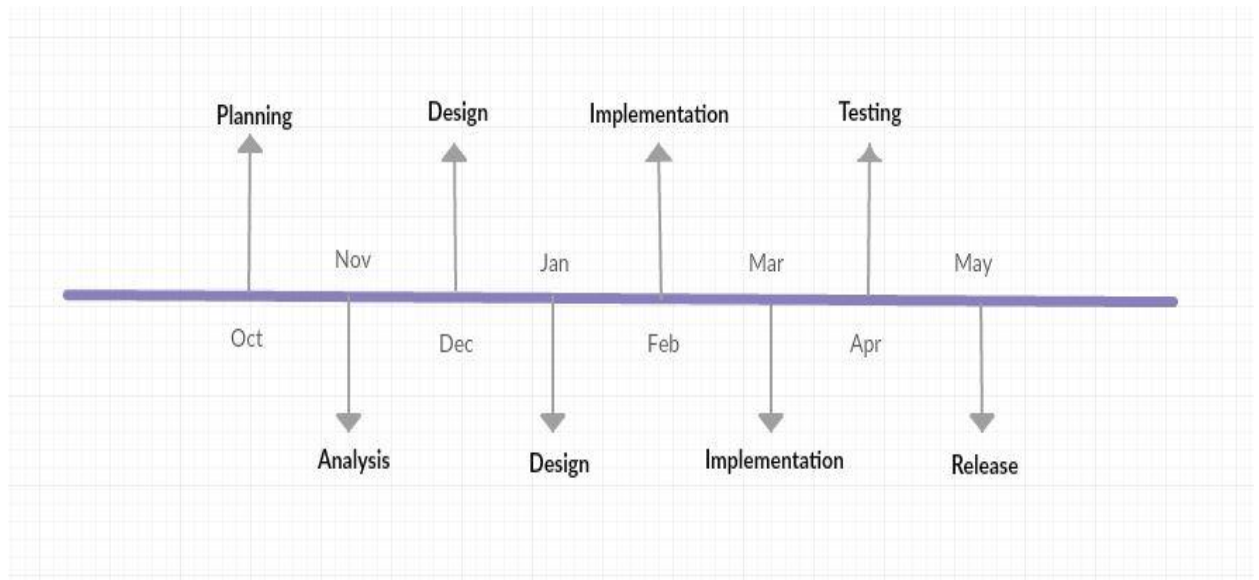 Planning
Design
Implementation
Testing
Nov
Jan
Mar
May
Oct
Dec
Feb
Apr
Analysis
Design
Implementation
Release